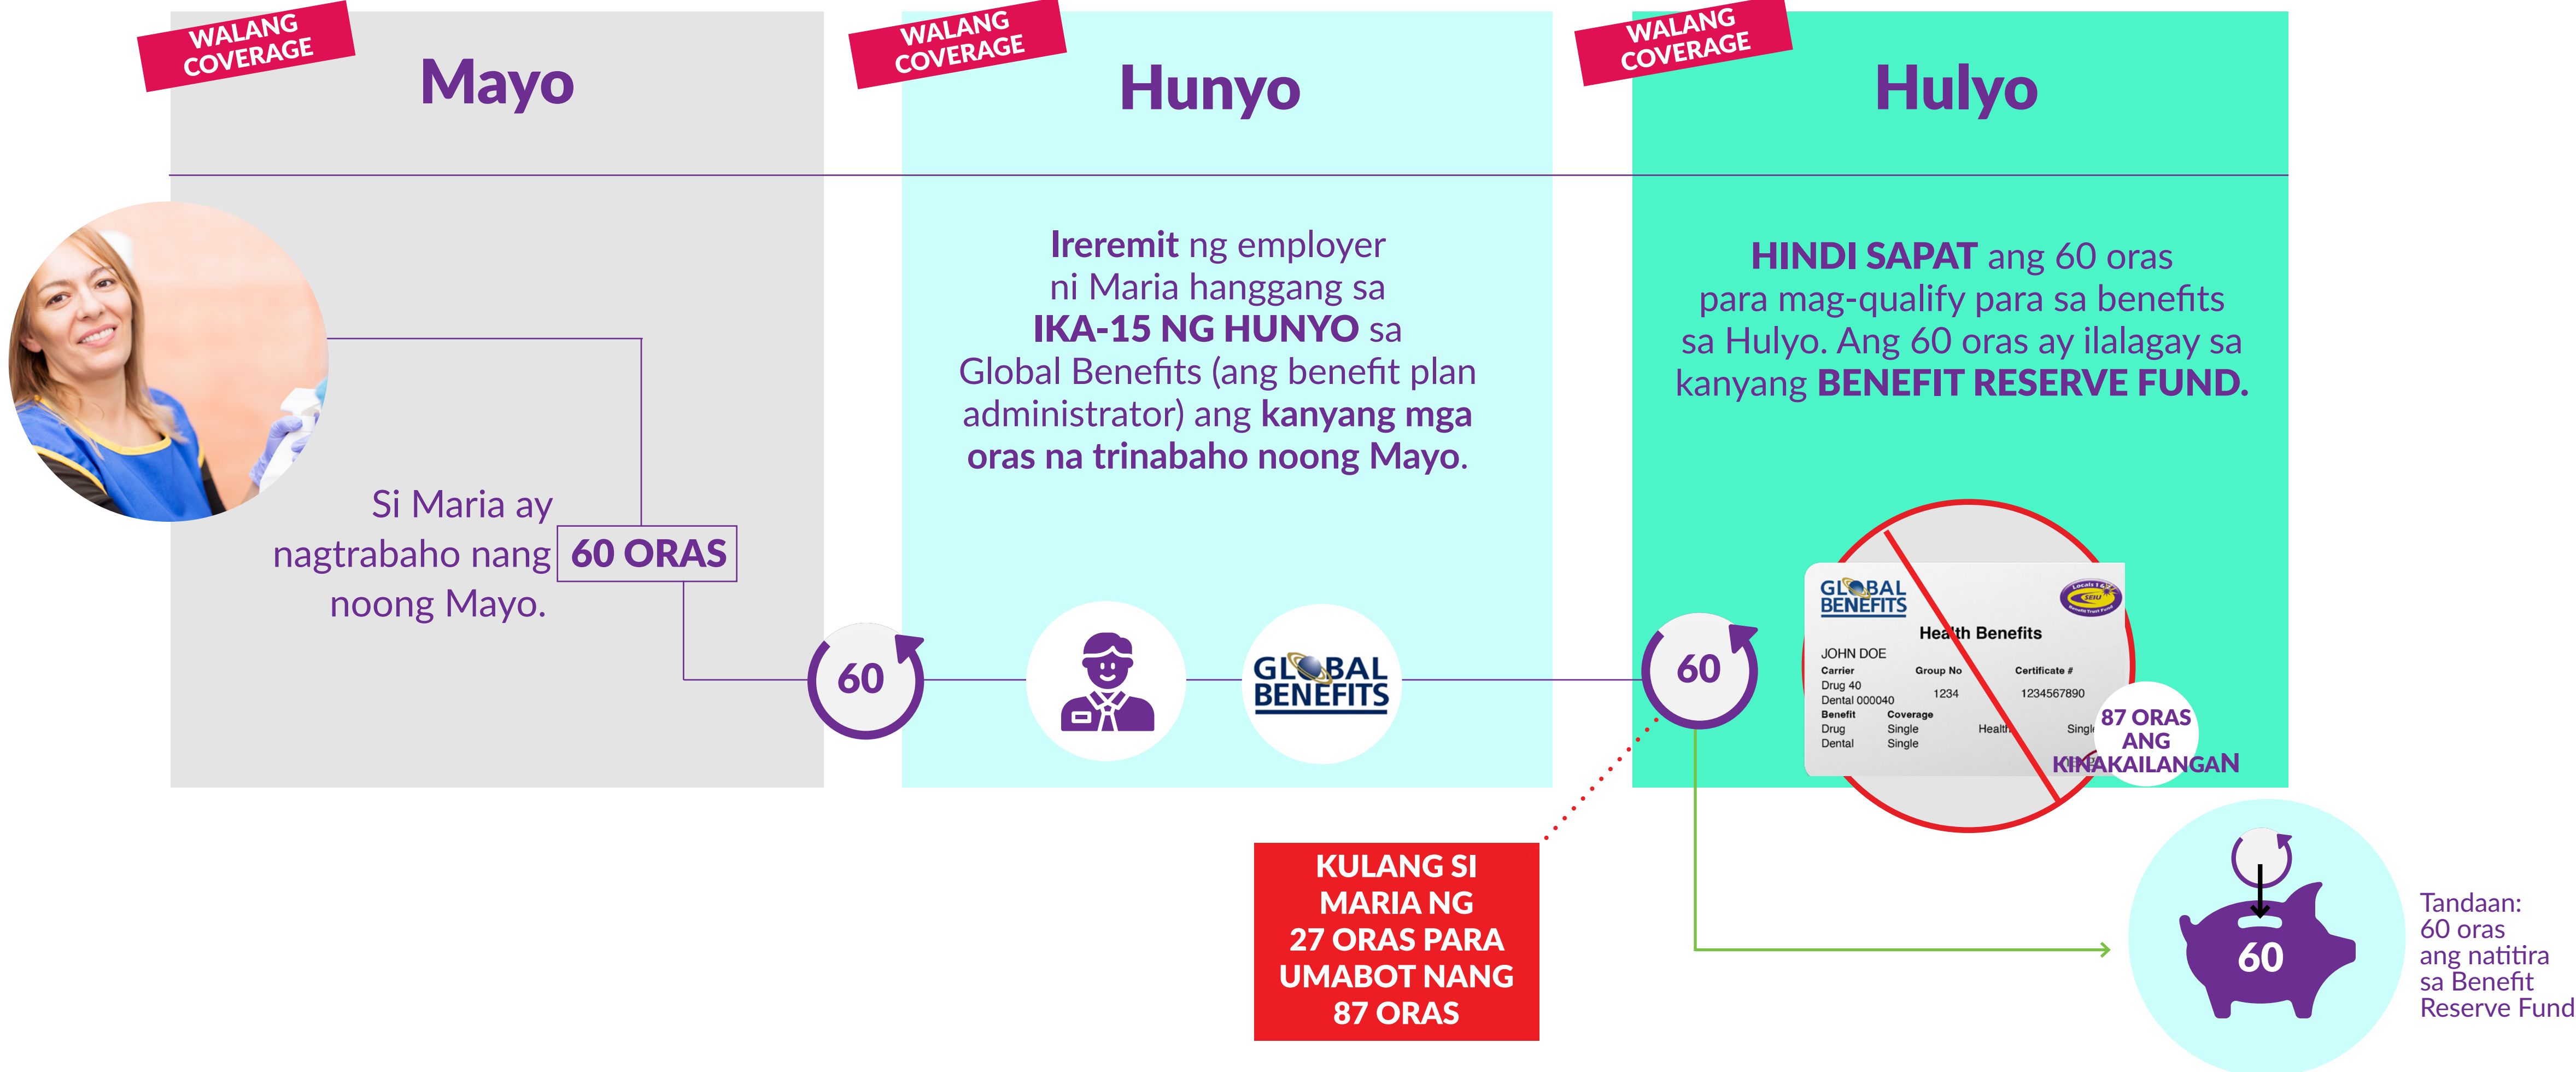 WALANG
COVERAGE
Mayo
Si Maria ay
nagtrabaho nang 60 ORAS
noong Mayo.
60
WALANG
COVERAGE
Hunyo
Ireremit ng employer
ni Maria hanggang sa
IKA-15 NG HUNYO sa
Global Benefits (ang benefit plan
administrator) ang kanyang mga
oras na trinabaho noong Mayo.
GLOBAL
BENEFITS
WALANG
COVERAGE
Hulyo
HINDI SAPAT ang 60 oras
para mag-qualify para sa benefits
sa Hulyo. Ang 60 oras ay ilalagay sa
kanyang BENEFIT RESERVE FUND.
60
GLOBAL
BENEFITS
SEIU
Benefit Trust Fund
Health Benefits
JOHN DOE
Carrier Group No Certificate #
Drug 40
Dental 000040 1234 1234567890
Benefit Coverage
Drug Single Health Single
Dental Single
87 ORAS
ANG
KINAKAILANGAN
KULANG SI
MARIA NG
27 ORAS PARA
UMABOT NANG
87 ORAS
60
Tandaan:
60 oras
ang natitira
sa Benefit
Reserve Fund